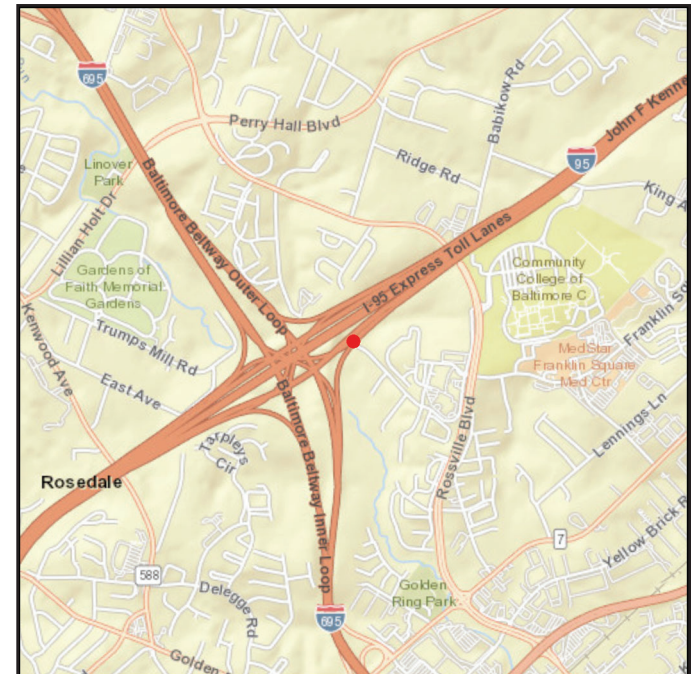 695
Perry Hall Blvd
Babikow Rd
John F Kenne
95
Ridge Rd
King A
Linover
Park
Lillian Holt Dr
Baltimore Beltway Outer Loop
I-95 Express Toll Lanes
Gardens of
Faith Memorial
Gardens
Community
College of
Baltimore C
Kenwood Ave
Trumps Mill Rd
Franklin Sq
MedStar
Franklin Square
Med Ctr
East Ave
Baltimore Beltway Inner Loop
Rossville Blvd
Lennings Ln
Tarpleys
Cir
Rosedale
7
Yellow Brick R
588
Delegge Rd
Golden
Ring Park
695
Golden